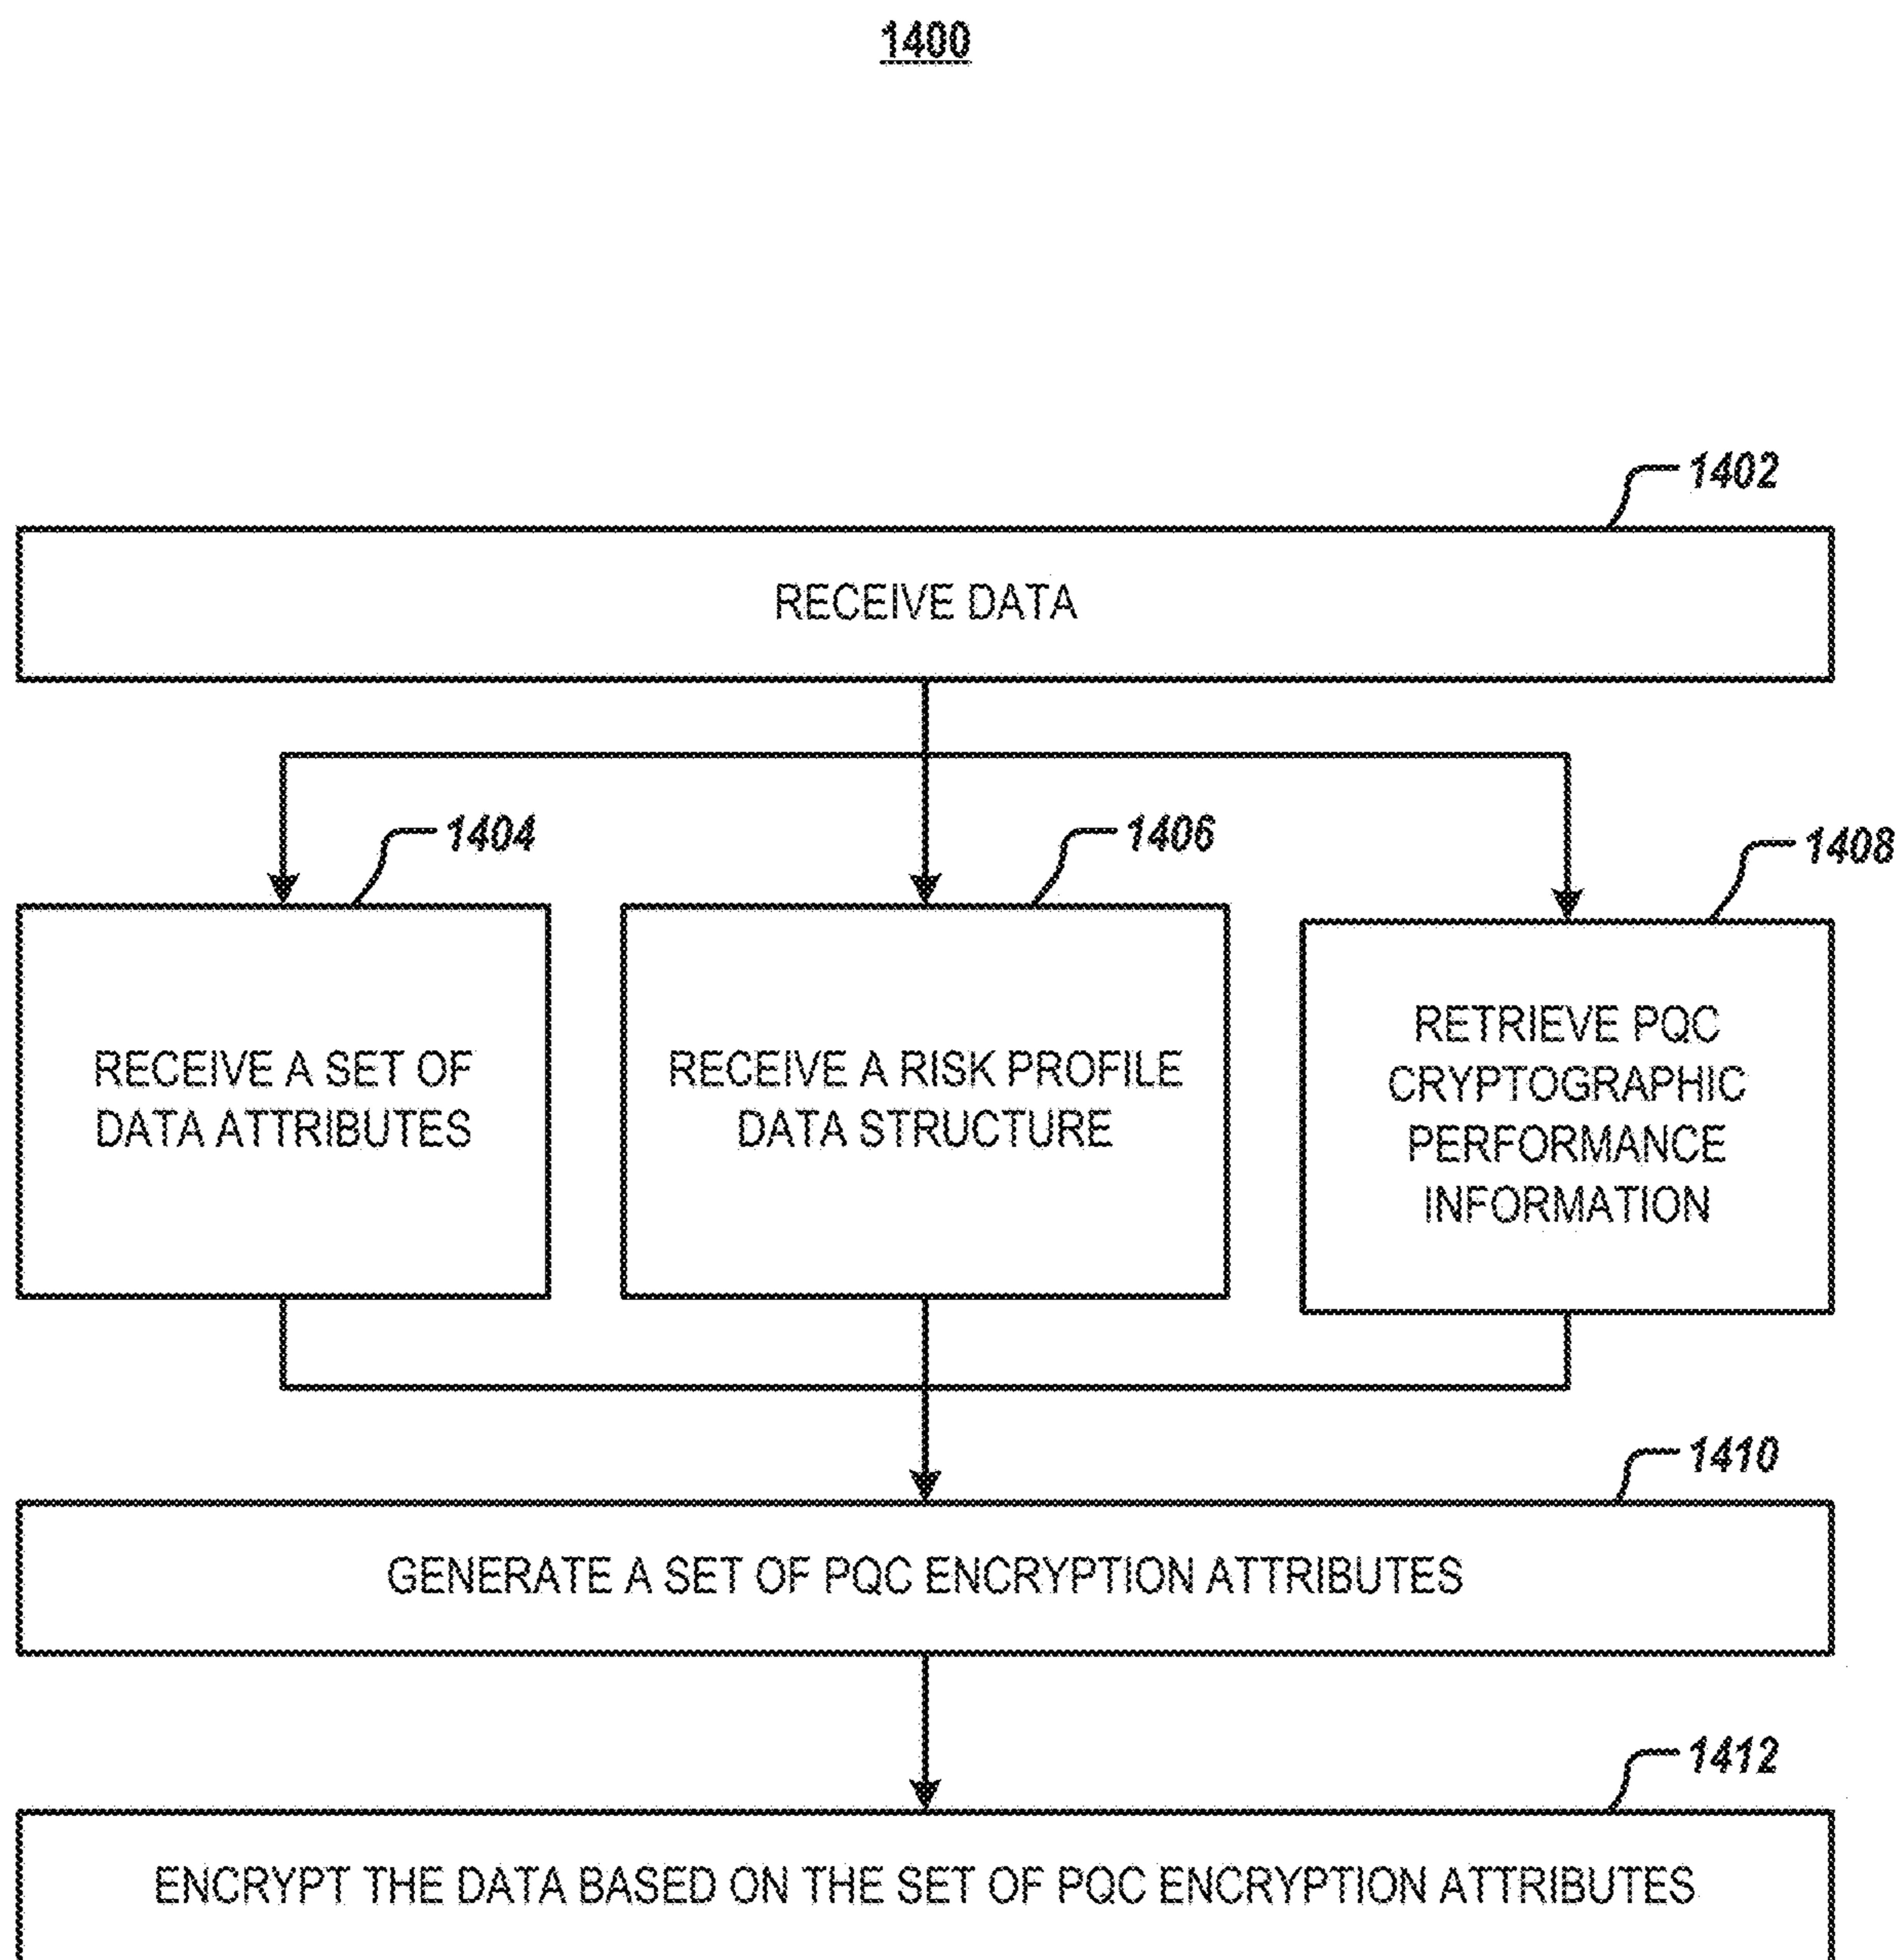 1400
1402
RECEIVE DATA
1404
1406
1408
RECEIVE A SET OF
DATA ATTRIBUTES
RECEIVE A RISK PROFILE
DATA STRUCTURE
RETRIEVE PQC
CRYPTOGRAPHIC
PERFORMANCE
INFORMATION
1410
GENERATE A SET OF PQC ENCRYPTION ATTRIBUTES
1412
ENCRYPT THE DATA BASED ON THE SET OF PQC ENCRYPTION ATTRIBUTES